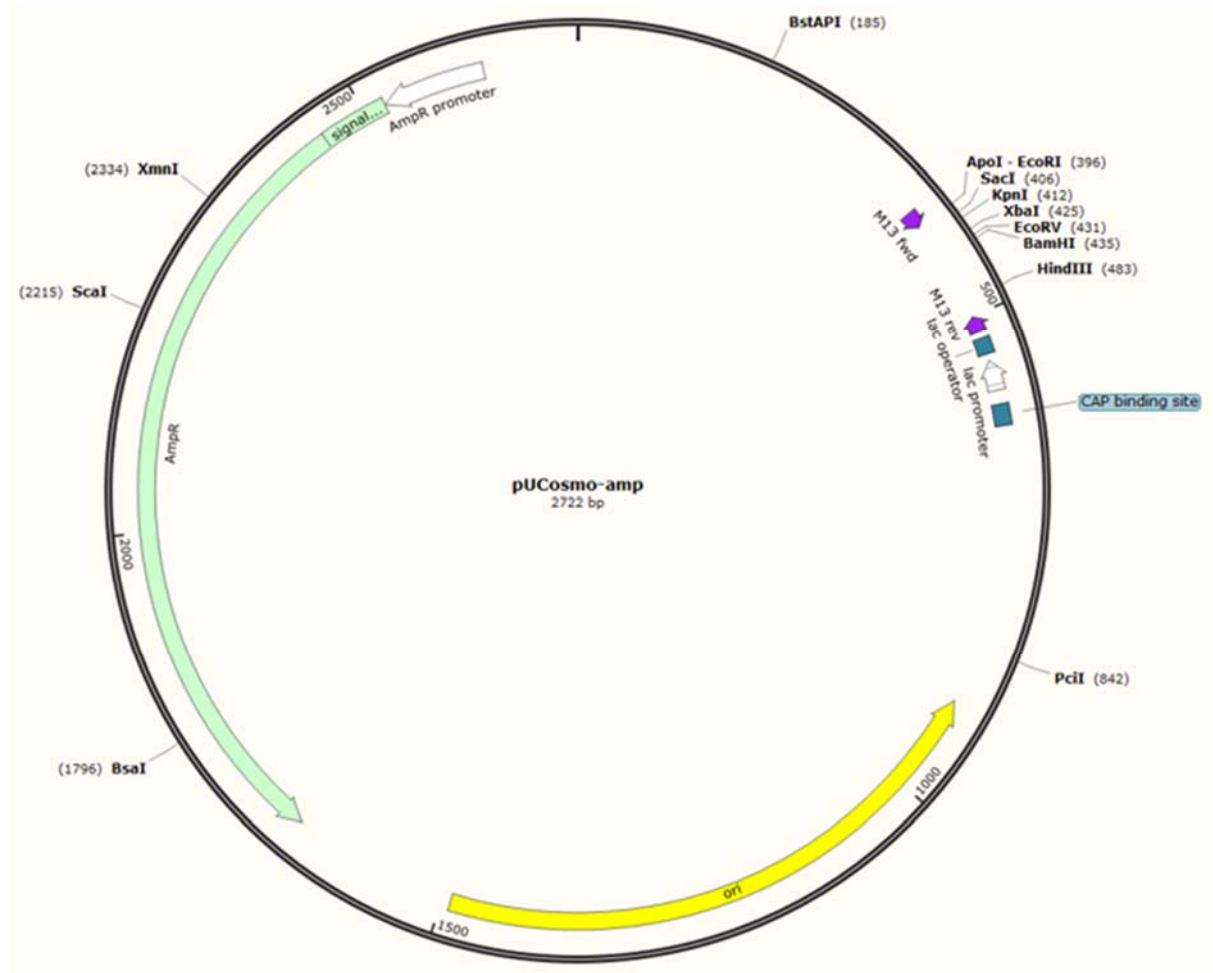 BstAPI (185)
ApoI - EcoRI (396)
SacI (406)
KpnI (412)
XbaI (425)
EcoRV (431)
BamHI (435)
HindIII (483)
500
M13 fwd
M13 rev
lac operator
lac promoter
CAP binding site
PciI (842)
1000
ori
1500
(1796) BsaI
2000
AmpR
(2215) ScaI
(2334) XmnI
2500
signal...
AmpR promoter
pUCosmo-amp
2722 bp